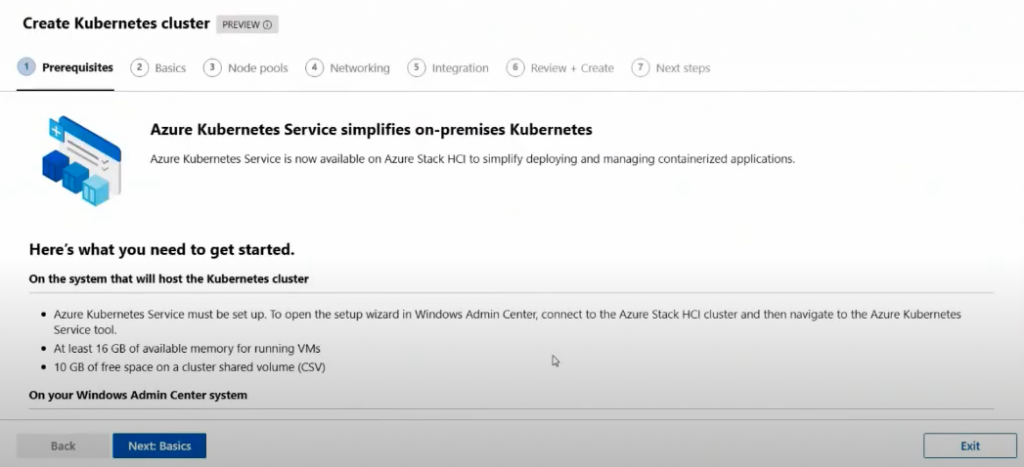 Create Kubernetes cluster PREVIEW ⓘ
1 Prerequisites 2 Basics 3 Node pools 4 Networking 5 Integration 6 Review + Create 7 Next steps
Azure Kubernetes Service simplifies on-premises Kubernetes
Azure Kubernetes Service is now available on Azure Stack HCI to simplify deploying and managing containerized applications.
Here's what you need to get started.
On the system that will host the Kubernetes cluster
• Azure Kubernetes Service must be set up. To open the setup wizard in Windows Admin Center, connect to the Azure Stack HCI cluster and then navigate to the Azure Kubernetes
Service tool.
• At least 16 GB of available memory for running VMs
• 10 GB of free space on a cluster shared volume (CSV)
On your Windows Admin Center system
Back Next: Basics Exit